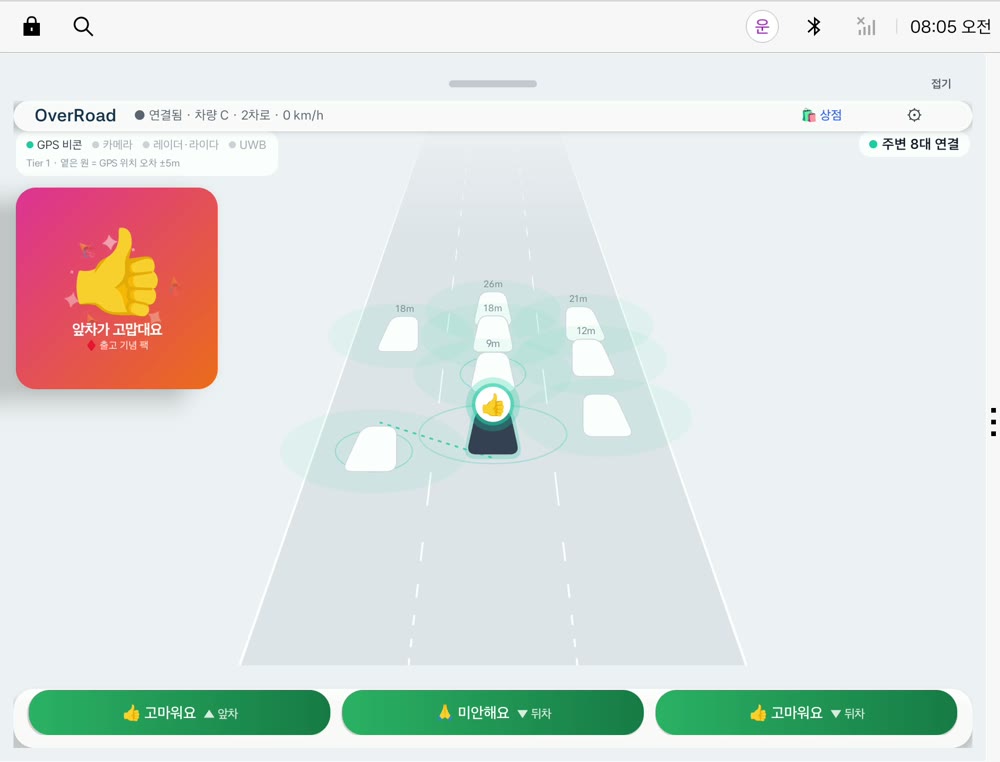 운
08:05 오전
접기
OverRoad
연결됨 · 차량 C · 2차로 · 0 km/h
상점
GPS 비콘 카메라 레이더·라이다 UWB
Tier 1 · 옅은 원 = GPS 위치 오차 ±5m
주변 8대 연결
앞차가 고맙대요
출고 기념 팩
26m
18m
18m
21m
12m
9m
고마워요 ▲ 앞차
미안해요 ▼ 뒤차
고마워요 ▼ 뒤차